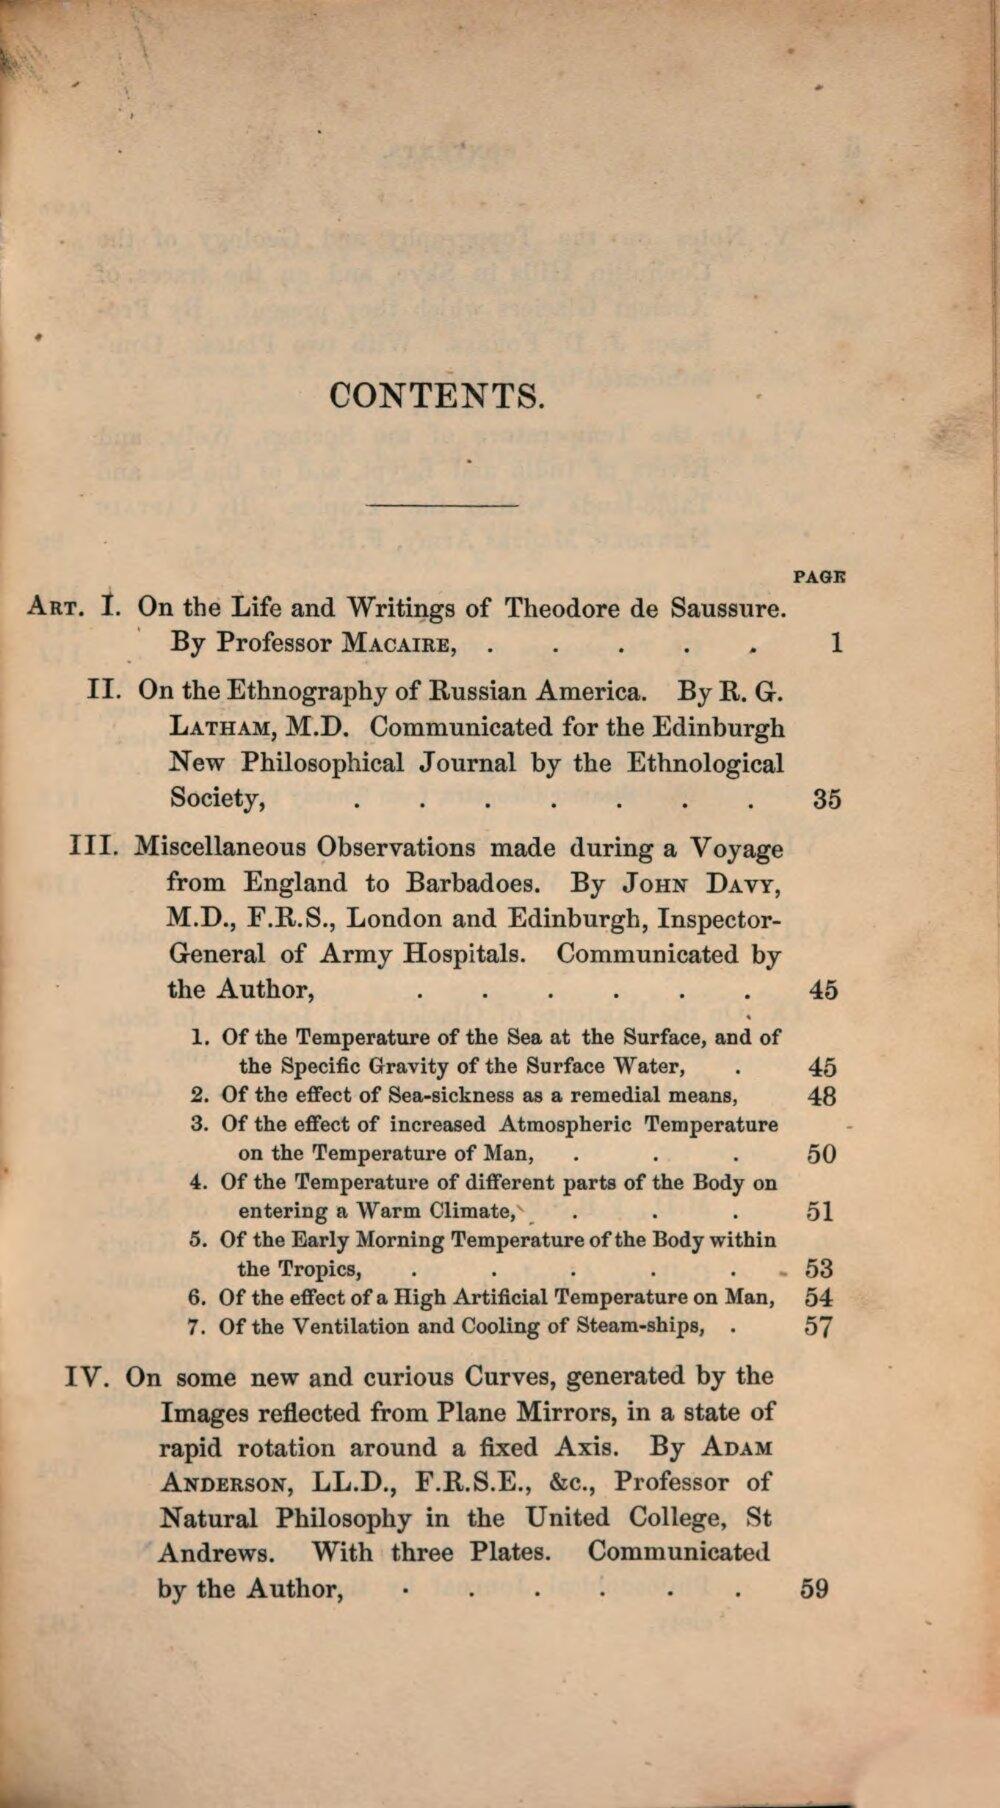 CONTENTS.
PAGE
ART. I. On the Life and Writings of Theodore de Saussure.
By Professor MACAIRE, . . . . . 1
II. On the Ethnography of Russian America. By R. G.
LATHAM, M.D. Communicated for the Edinburgh
New Philosophical Journal by the Ethnological
Society, . . . . . . . 35
III. Miscellaneous Observations made during a Voyage
from England to Barbadoes. By JOHN DAVY,
M.D., F.R.S., London and Edinburgh, Inspector-
General of Army Hospitals. Communicated by
the Author, . . . . . . 45
1. Of the Temperature of the Sea at the Surface, and of
the Specific Gravity of the Surface Water, . 45
2. Of the effect of Sea-sickness as a remedial means, 48
3. Of the effect of increased Atmospheric Temperature
on the Temperature of Man, . . . 50
4. Of the Temperature of different parts of the Body on
entering a Warm Climate, . . . 51
5. Of the Early Morning Temperature of the Body within
the Tropics, . . . . . 53
6. Of the effect of a High Artificial Temperature on Man, 54
7. Of the Ventilation and Cooling of Steam-ships, . 57
IV. On some new and curious Curves, generated by the
Images reflected from Plane Mirrors, in a state of
rapid rotation around a fixed Axis. By ADAM
ANDERSON, LL.D., F.R.S.E., &c., Professor of
Natural Philosophy in the United College, St
Andrews. With three Plates. Communicated
by the Author, . . . . . . 59